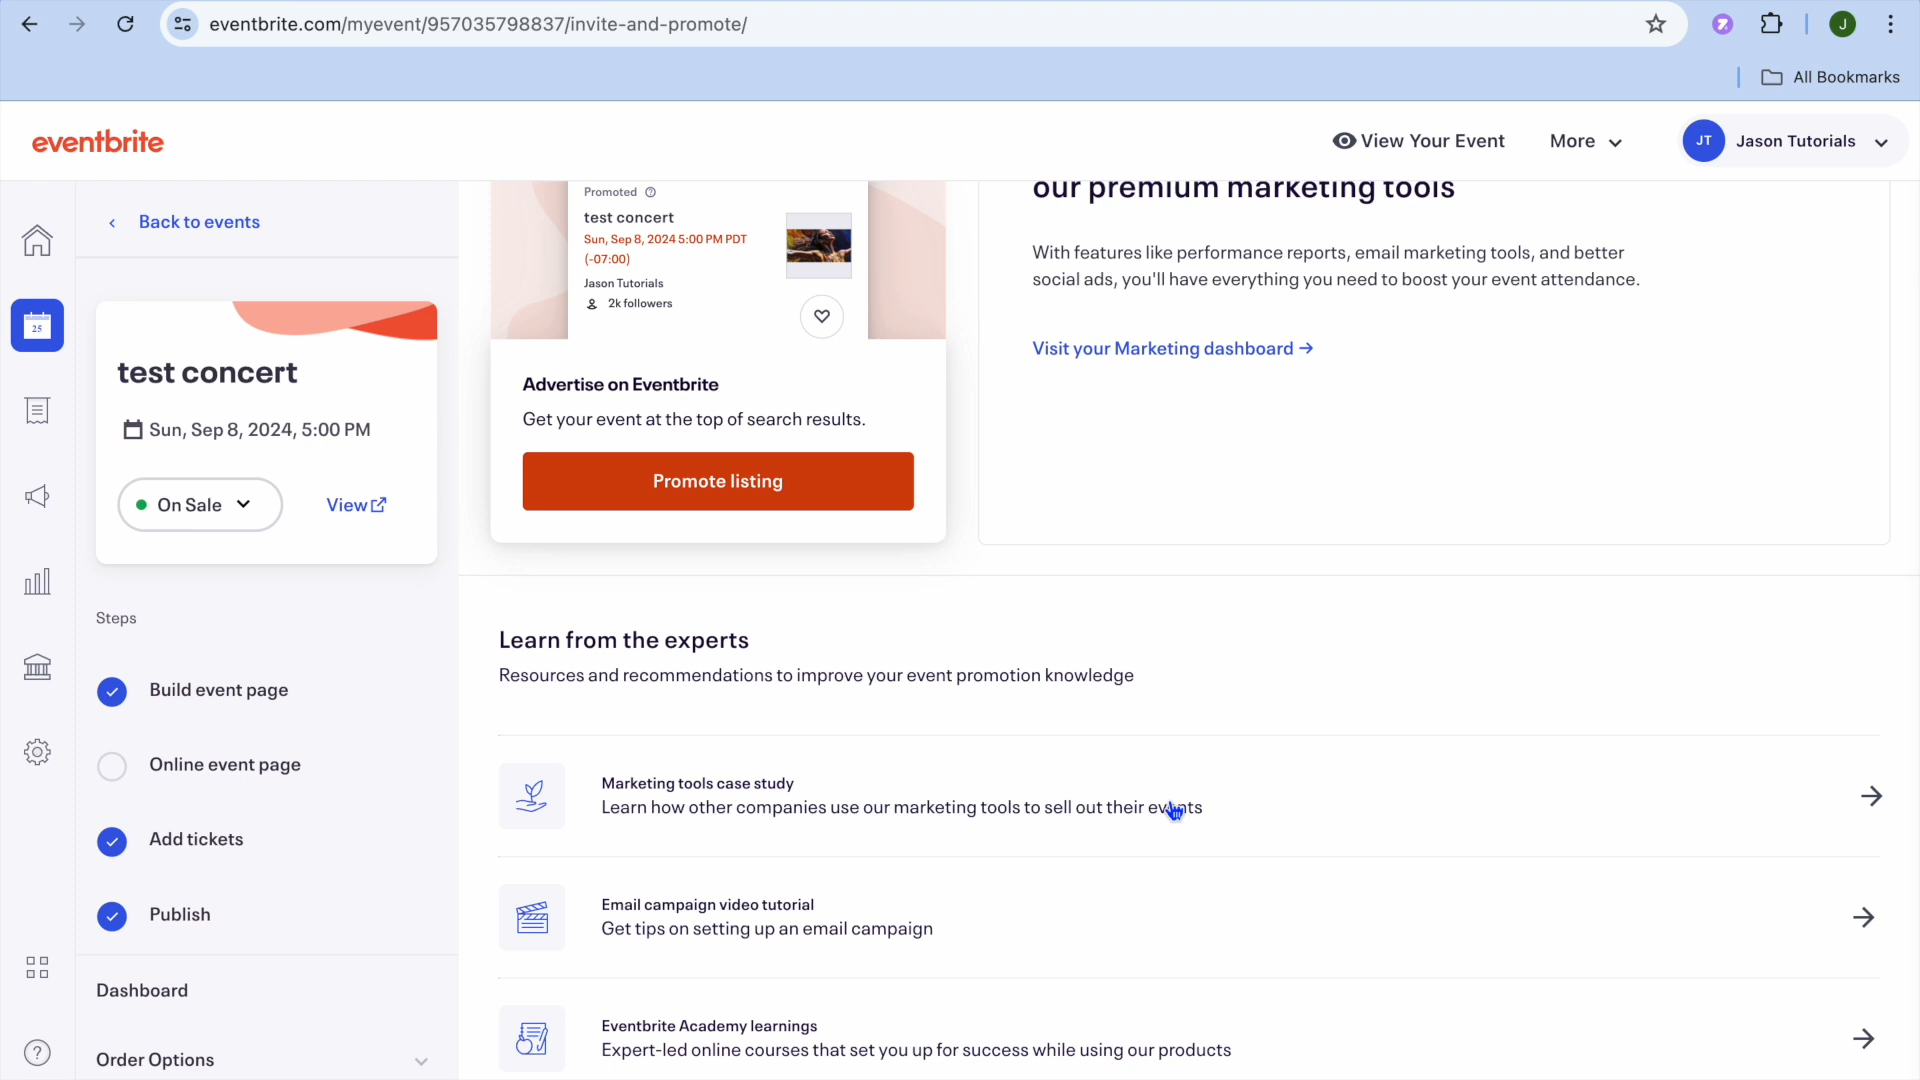 eventbrite.com/myevent/957035798837/invite-and-promote/
J
All Bookmarks
eventbrite
View Your Event
More
JT
Jason Tutorials
Back to events
25
test concert
Sun, Sep 8, 2024, 5:00 PM
On Sale
View
Steps
Build event page
Online event page
Add tickets
Publish
Dashboard
Order Options
Promoted
test concert
Sun, Sep 8, 2024 5:00 PM PDT
(-07:00)
Jason Tutorials
2k followers
Advertise on Eventbrite
Get your event at the top of search results.
Promote listing
our premium marketing tools
With features like performance reports, email marketing tools, and better
social ads, you'll have everything you need to boost your event attendance.
Visit your Marketing dashboard →
Learn from the experts
Resources and recommendations to improve your event promotion knowledge
Marketing tools case study
Learn how other companies use our marketing tools to sell out their events
Email campaign video tutorial
Get tips on setting up an email campaign
Eventbrite Academy learnings
Expert-led online courses that set you up for success while using our products